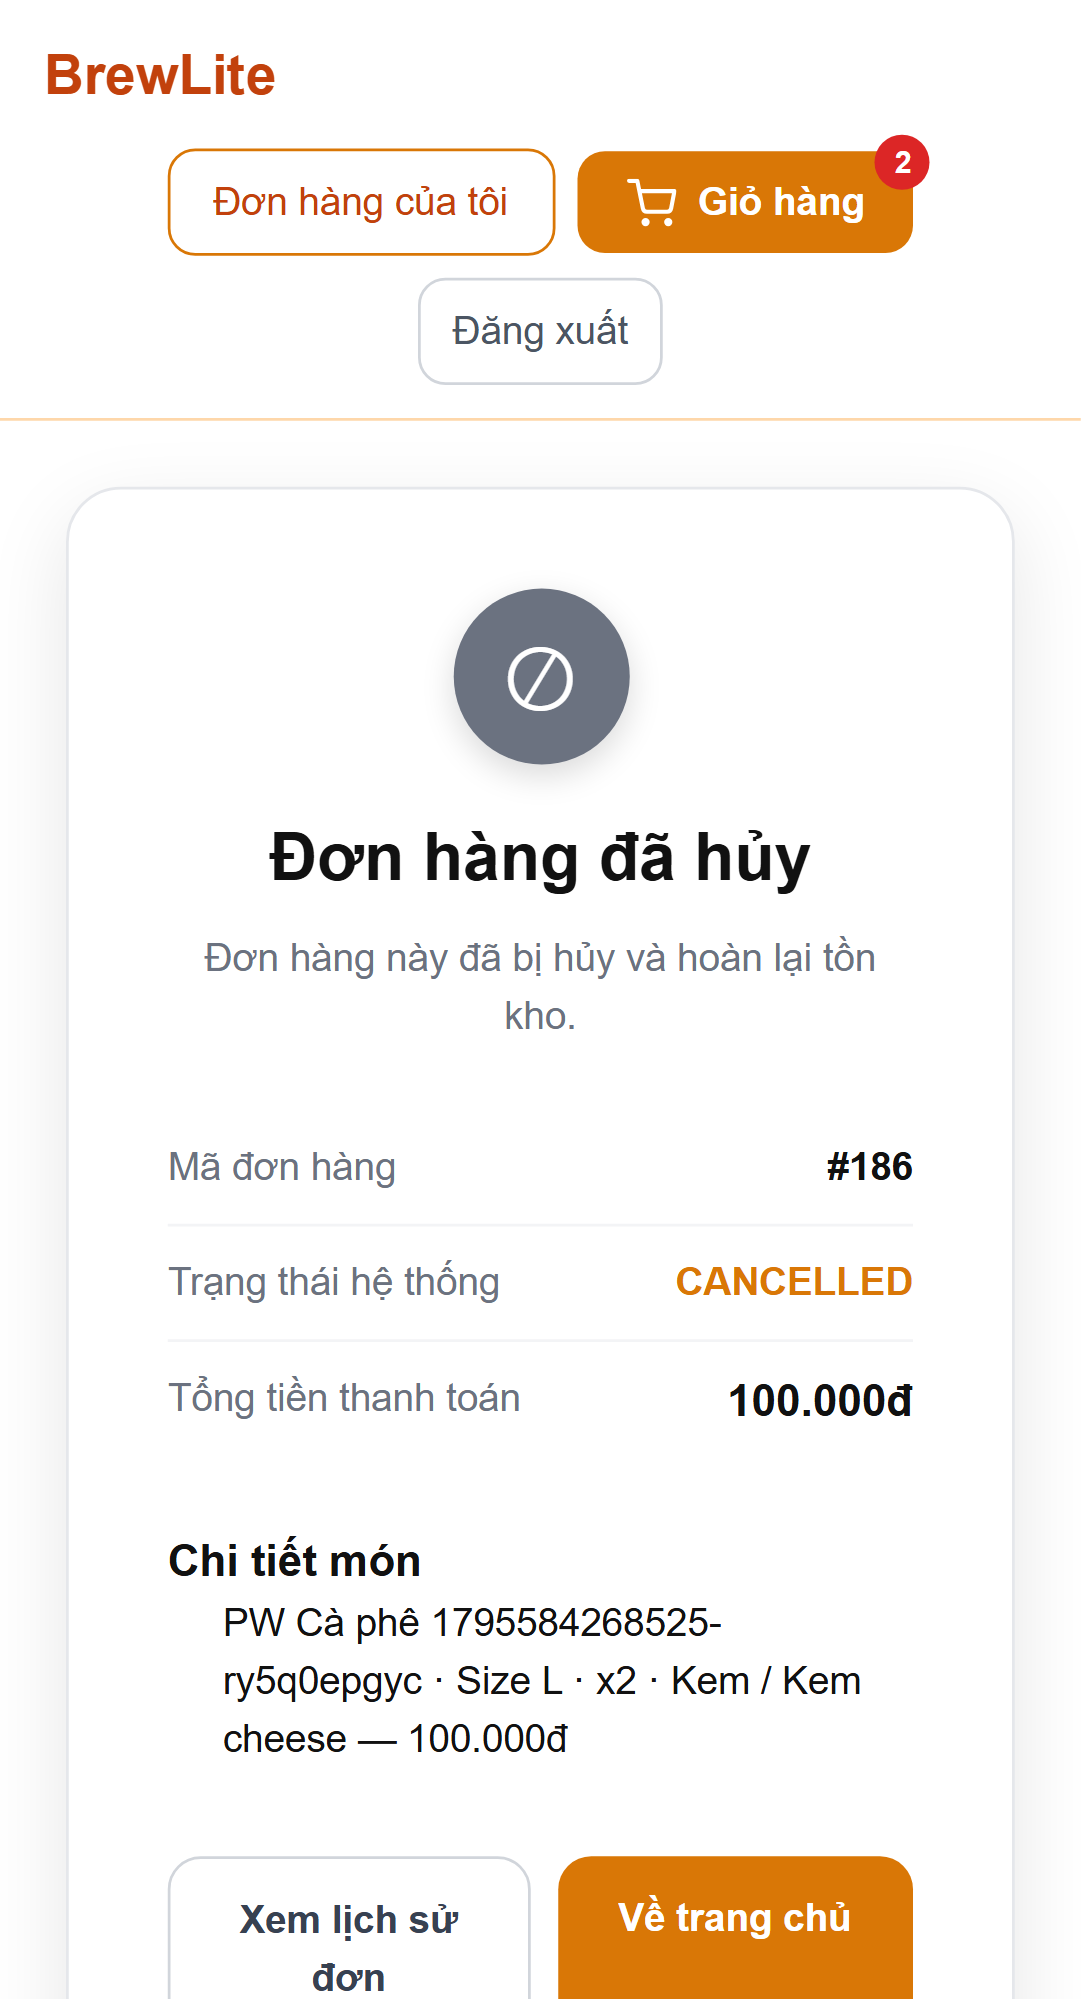 BrewLite
Đơn hàng của tôi
Giỏ hàng
2
Đăng xuất
Đơn hàng đã hủy
Đơn hàng này đã bị hủy và hoàn lại tồn
kho.
Mã đơn hàng #186
Trạng thái hệ thống CANCELLED
Tổng tiền thanh toán 100.000đ
Chi tiết món
PW Cà phê 1795584268525-
ry5q0epgyc · Size L · x2 · Kem / Kem
cheese — 100.000đ
Xem lịch sử
đơn
Về trang chủ